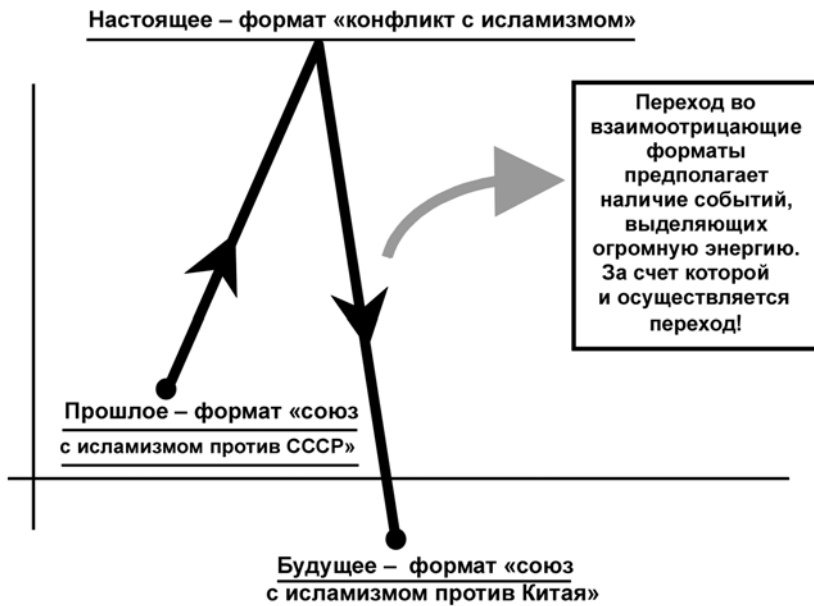 Настоящее – формат «конфликт с исламизмом»
Переход во
взаимоотрицающие
форматы
предполагает
наличие событий,
выделяющих
огромную энергию.
За счет которой
и осуществляется
переход!
Прошлое – формат «союз
с исламизмом против СССР»
Будущее – формат «союз
с исламизмом против Китая»